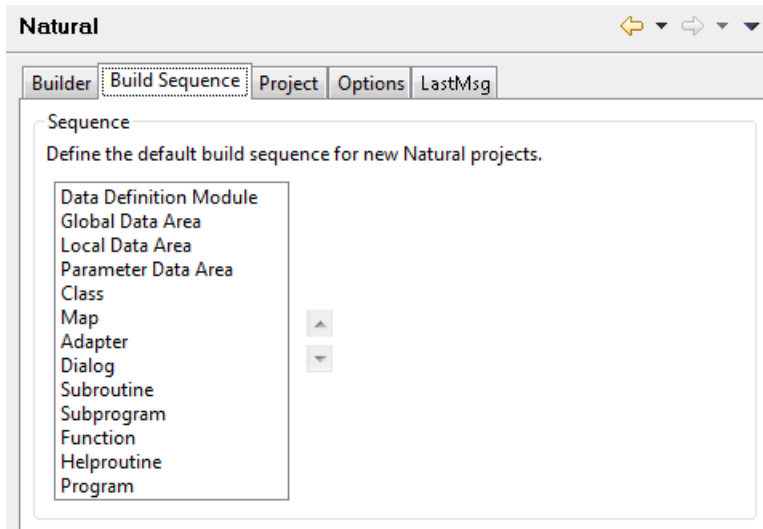 Natural
Builder Build Sequence Project Options LastMsg
Sequence
Define the default build sequence for new Natural projects.
Data Definition Module
Global Data Area
Local Data Area
Parameter Data Area
Class
Map
Adapter
Dialog
Subroutine
Subprogram
Function
Helproutine
Program